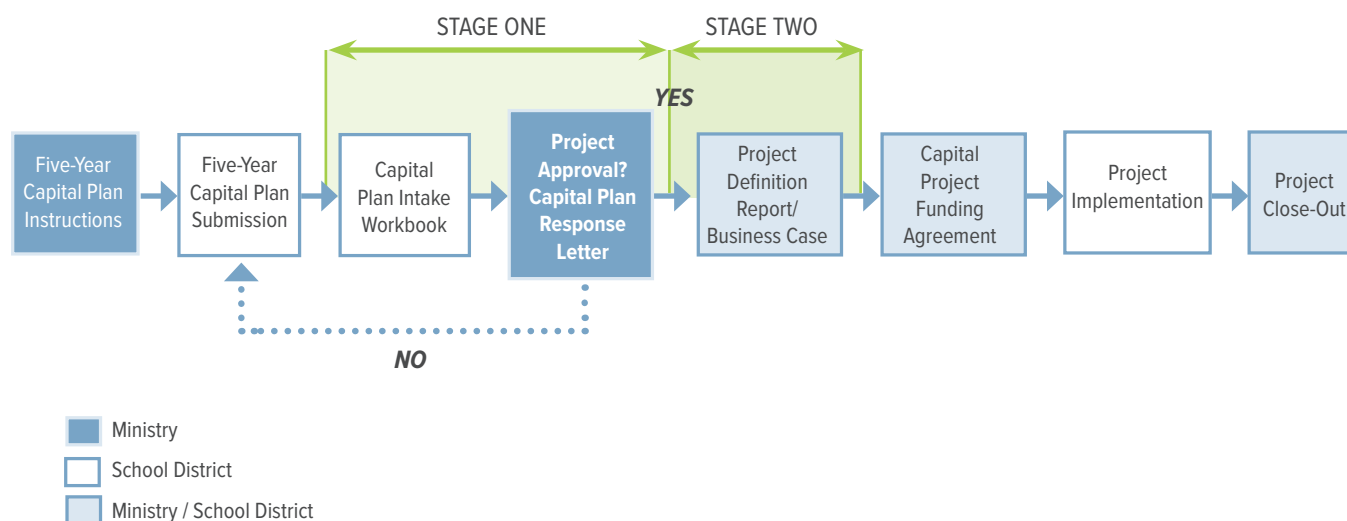 STAGE ONE
STAGE TWO
YES
Five-Year
Capital Plan
Instructions
Five-Year
Capital Plan
Submission
Capital
Plan Intake
Workbook
Project
Approval?
Capital Plan
Response
Letter
Project
Definition
Report/
Business Case
Capital
Project
Funding
Agreement
Project
Implementation
Project
Close-Out
NO
Ministry
School District
Ministry / School District